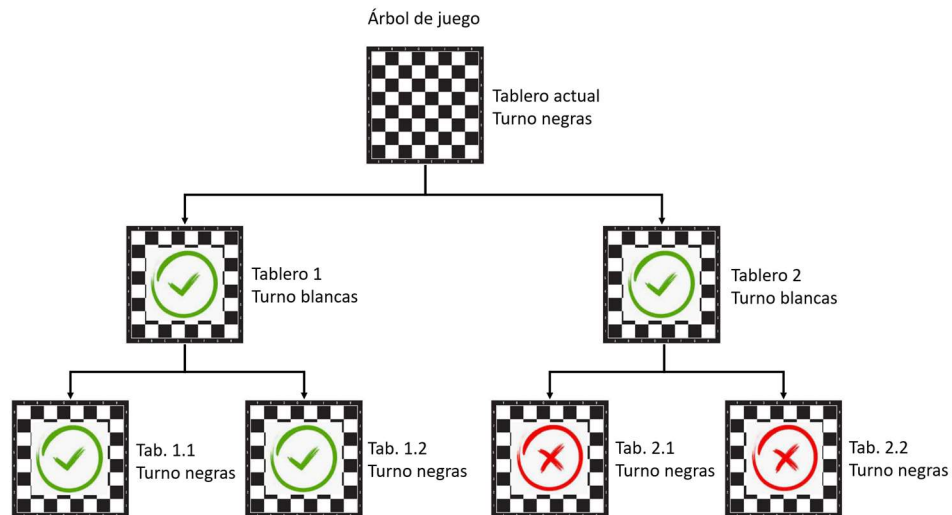 Árbol de juego
Tablero actual
Turno negras
Tablero 1
Turno blancas
Tablero 2
Turno blancas
Tab. 1.1
Turno negras
Tab. 1.2
Turno negras
Tab. 2.1
Turno negras
Tab. 2.2
Turno negras